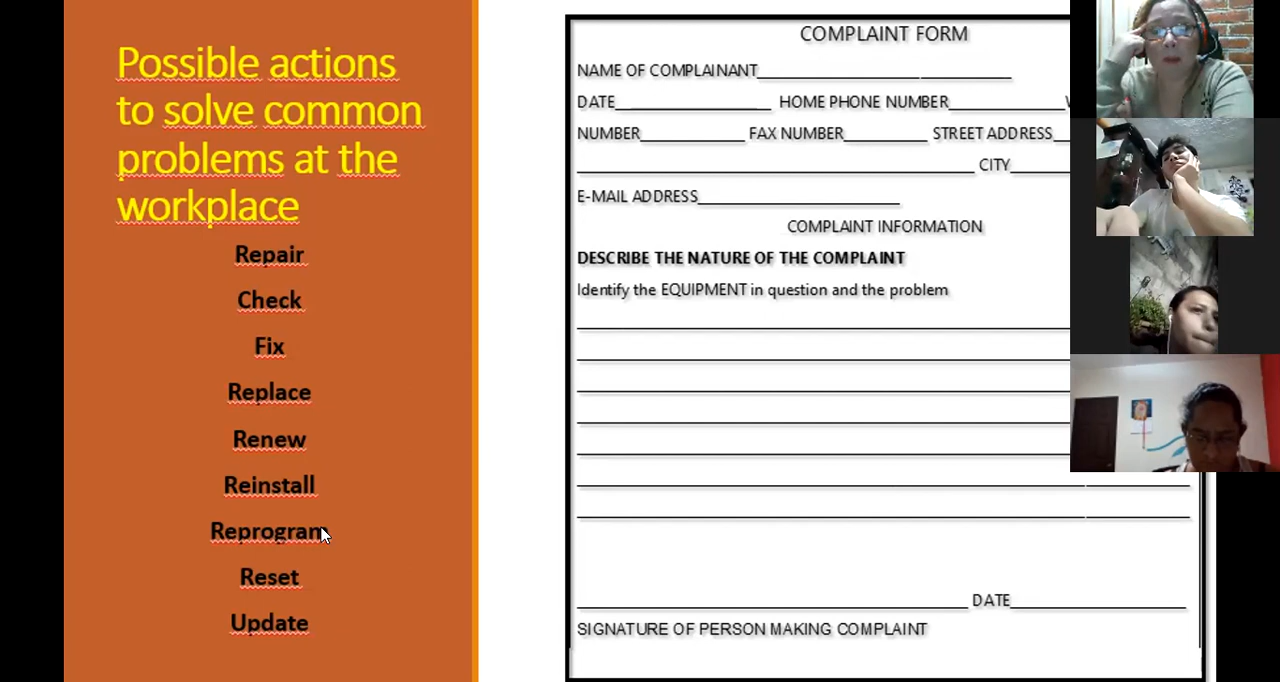 Possible actions
to solve common
problems at the
workplace
Repair
Check
Fix
Replace
Renew
Reinstall
Reprogram
Reset
Update
COMPLAINT FORM
NAME OF COMPLAINANT
DATE HOME PHONE NUMBER
NUMBER FAX NUMBER STREET ADDRESS
CITY
E-MAIL ADDRESS
COMPLAINT INFORMATION
DESCRIBE THE NATURE OF THE COMPLAINT
Identify the EQUIPMENT in question and the problem
DATE
SIGNATURE OF PERSON MAKING COMPLAINT